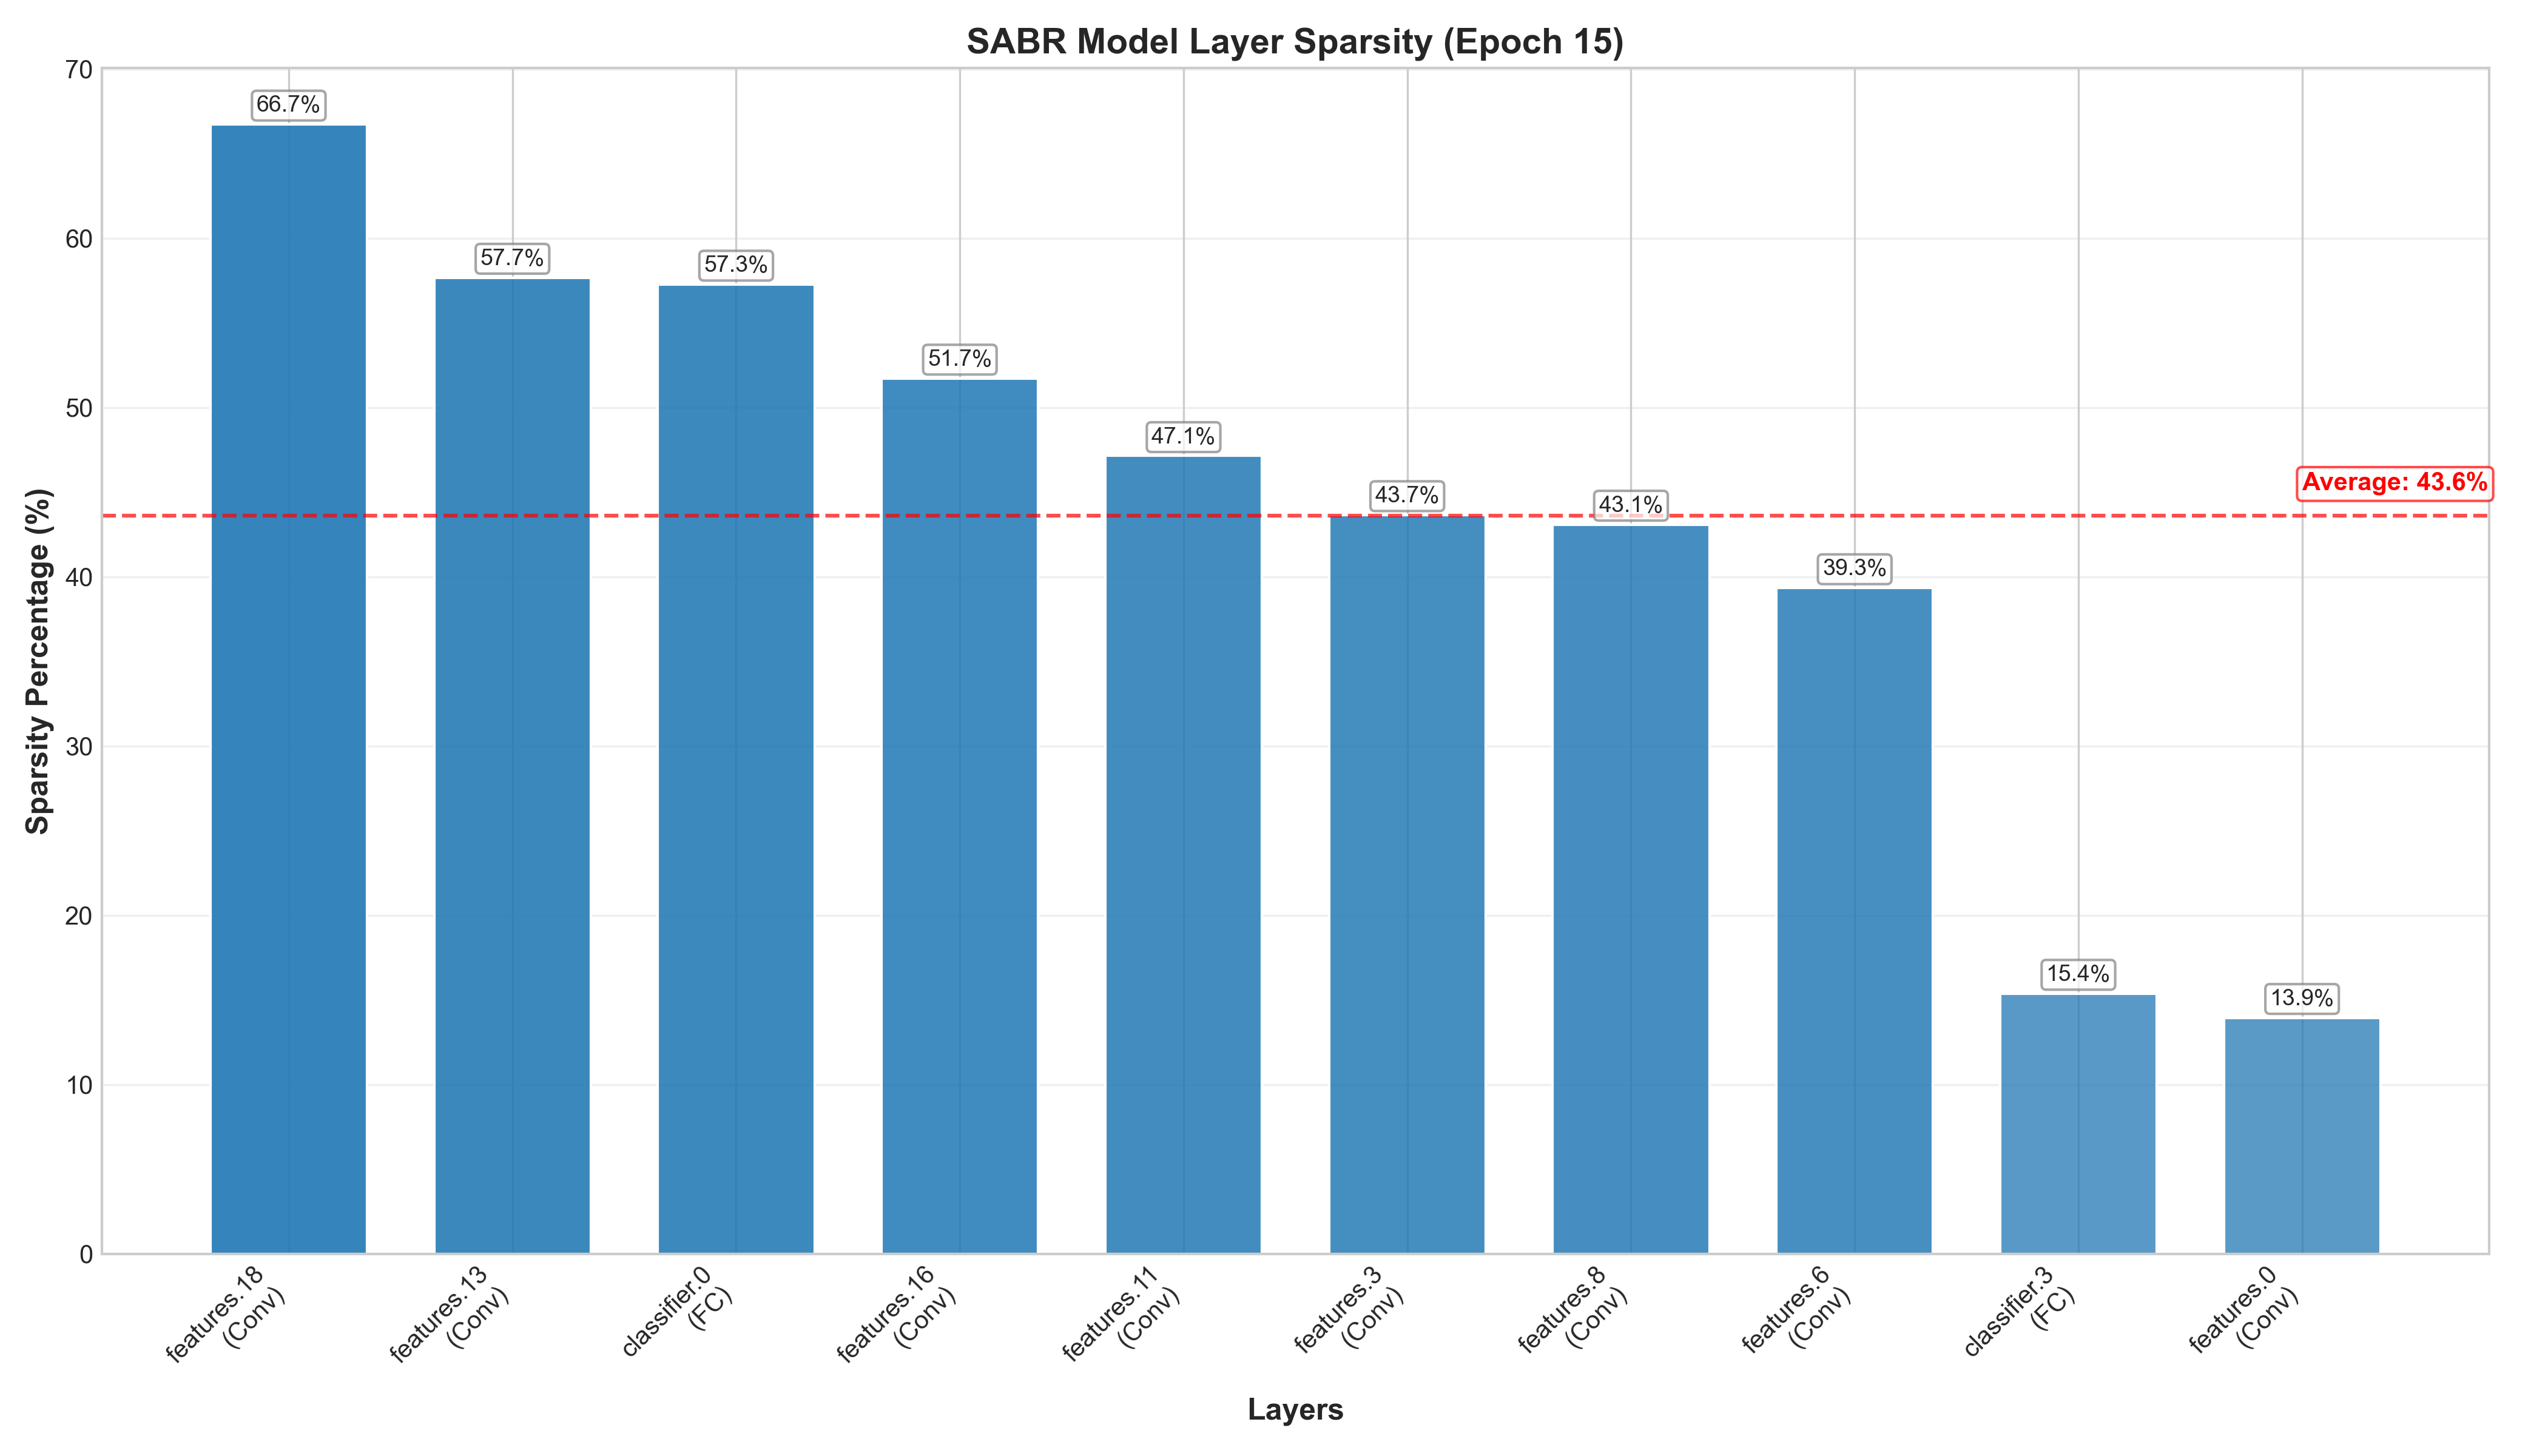 SABR Model Layer Sparsity (Epoch 15)
Sparsity Percentage (%)
70
60
50
40
30
20
10
0
66.7%
57.7%
57.3%
51.7%
47.1%
43.7%
43.1%
39.3%
15.4%
13.9%
Average: 43.6%
features.18
(Conv)
features.13
(Conv)
classifier.0
(FC)
features.16
(Conv)
features.11
(Conv)
features.3
(Conv)
features.8
(Conv)
features.6
(Conv)
classifier.3
(FC)
features.0
(Conv)
Layers